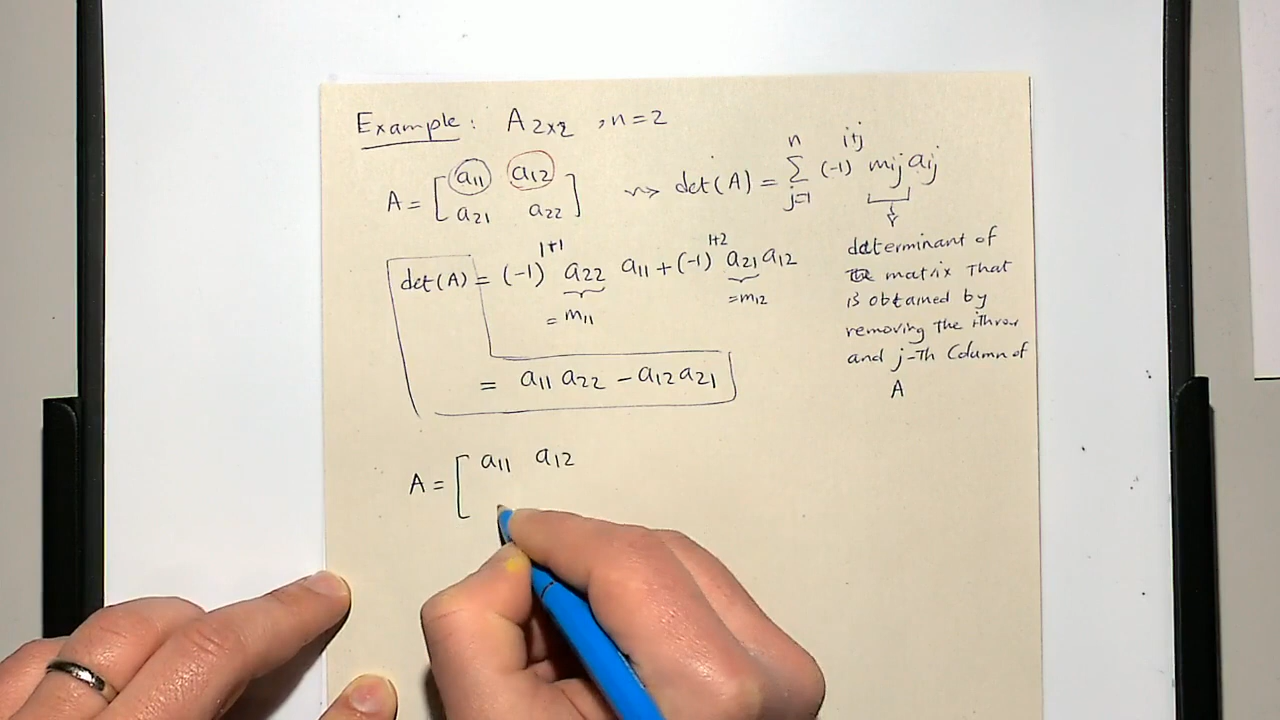 Example: A 2x2 , n=2
A = [ a11 a12
a21 a22 ]
⇝ det(A) = n∑j=1 (-1)^i+j mij aij
determinant of
the matrix that
is obtained by
removing the ith row
and j-th Column of
A
det(A) = (-1)^1+1 a22 a11 + (-1)^1+2 a21 a12
= m11
= m12
= a11 a22 - a12 a21
A = [ a11 a12